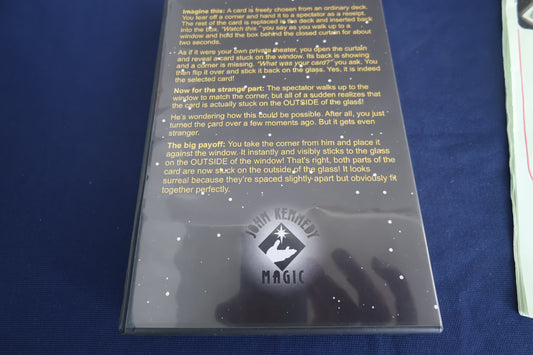 Imagine this: A card is freely chosen from an ordinary deck.
You tear off a corner and hand it to a spectator as a receipt.
The rest of the card is replaced in the deck and inserted back
into the box. "Watch this." you say as you walk up to a
window and hold the box behind the closed curtain for about
two seconds.
As if it were your own private theater, you open the curtain
and reveal a card stuck on the window. Its back is showing
and a corner is missing. "What was your card?" you ask. You
then flip it over and stick it back on the glass. Yes, it is indeed
the selected card!
Now for the strange part: The spectator walks up to the
window to match the corner, but all of a sudden realizes that
the card is actually stuck on the OUTSIDE of the glass!
He's wondering how this could be possible. After all, you just
turned the card over a few moments ago. But it gets even
stranger.
The big payoff: You take the corner from him and place it
against the window. It instantly and visibly sticks to the glass
on the OUTSIDE of the window! That's right, both parts of the
card are now stuck on the outside of the glass! It looks
surreal because they're spaced slightly apart but obviously fit
together perfectly.
JOHN KENNEDY
MAGIC